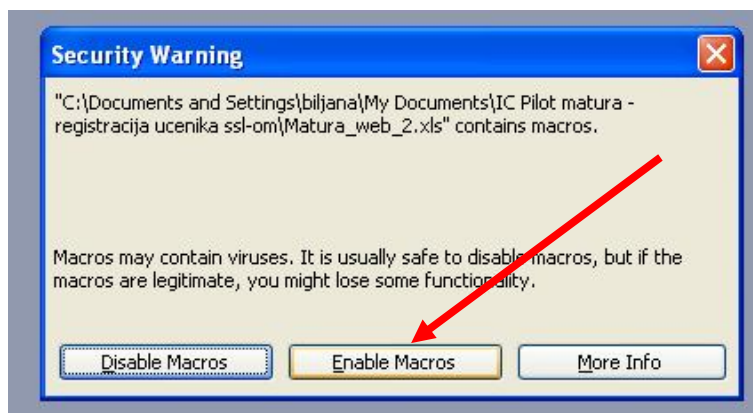 Security Warning
"C:\Documents and Settings\biljana\My Documents\IC Pilot matura -
registracija ucenika ssl-om\Matura_web_2.xls" contains macros.
Macros may contain viruses. It is usually safe to disable macros, but if the
macros are legitimate, you might lose some functionality.
Disable Macros
Enable Macros
More Info